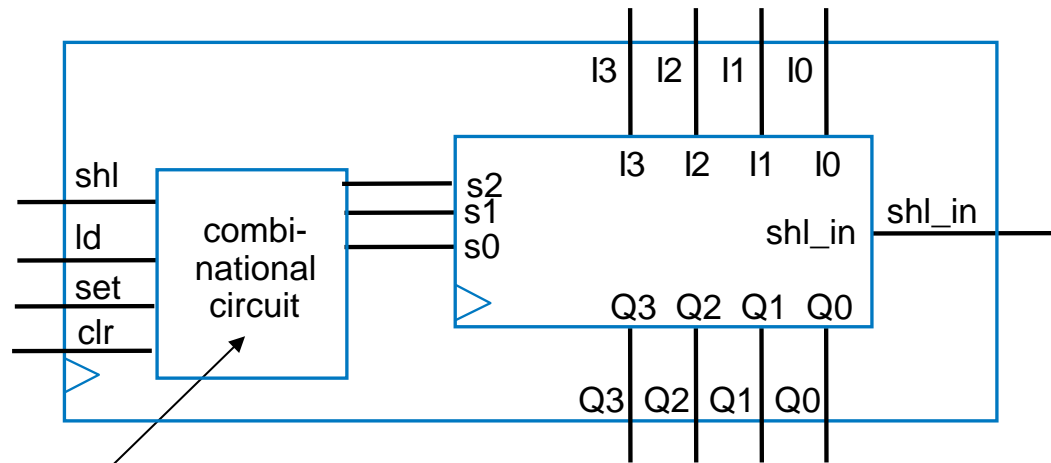 I3 I2 I1 I0
I3 I2 I1 I0
shl
ld
set
clr
combi-
national
circuit
s2
s1
s0
shl_in
shl_in
Q3 Q2 Q1 Q0
Q3 Q2 Q1 Q0